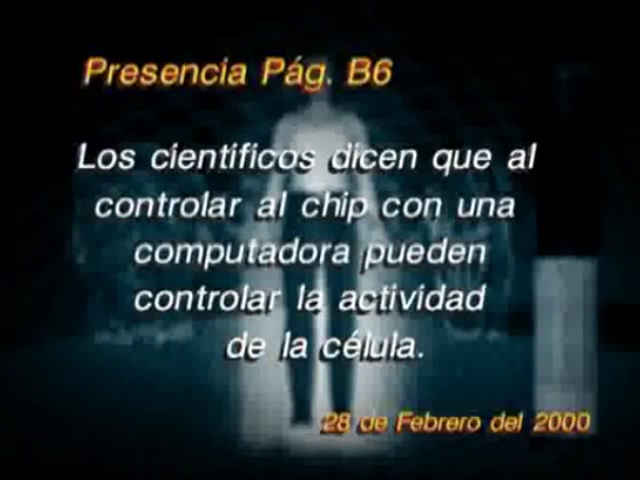 Presencia Pág. B6
Los cientificos dicen que al
controlar al chip con una
computadora pueden
controlar la actividad
de la célula.
28 de Febrero del 2000